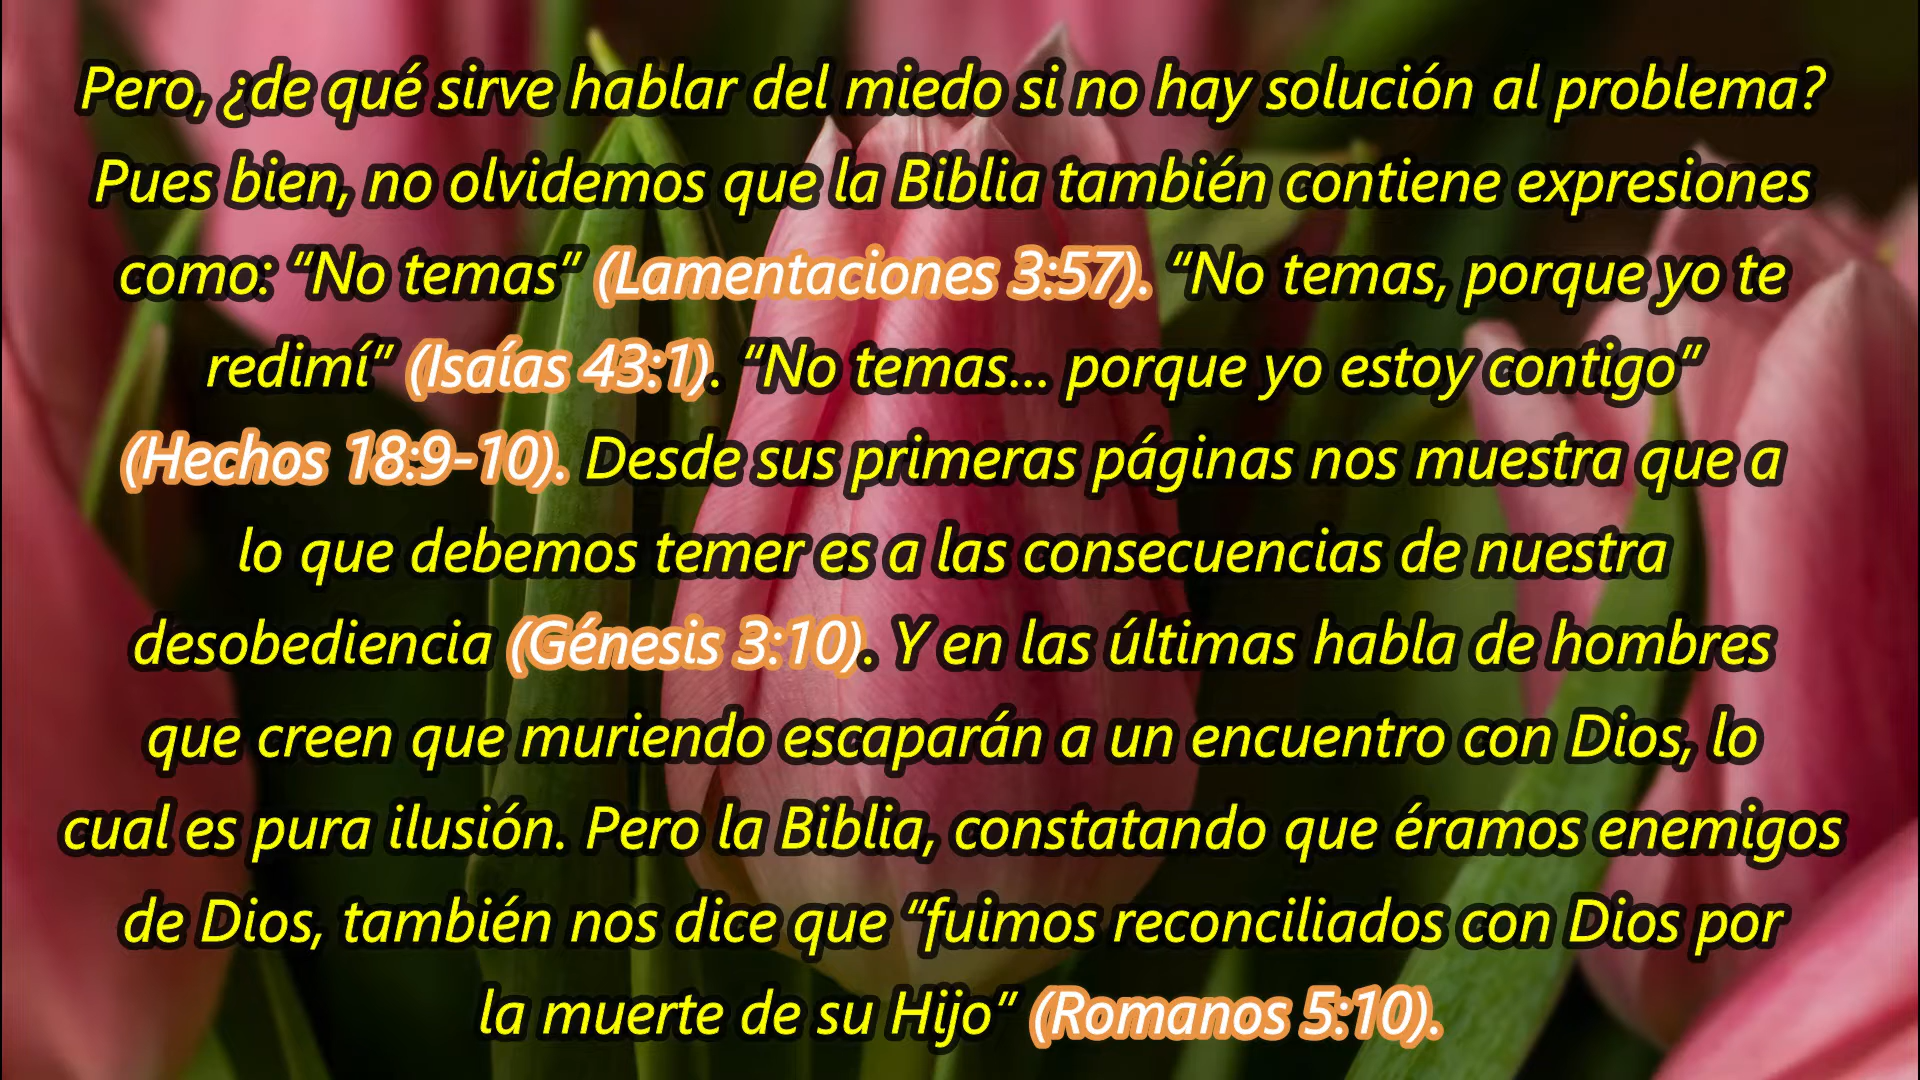 Pero, ¿de qué sirve hablar del miedo si no hay solución al problema?
Pues bien, no olvidemos que la Biblia también contiene expresiones
como: “No temas” (Lamentaciones 3:57). “No temas, porque yo te
redimí” (Isaías 43:1). “No temas... porque yo estoy contigo”
(Hechos 18:9-10). Desde sus primeras páginas nos muestra que a
lo que debemos temer es a las consecuencias de nuestra
desobediencia (Génesis 3:10). Y en las últimas habla de hombres
que creen que muriendo escaparán a un encuentro con Dios, lo
cual es pura ilusión. Pero la Biblia, constatando que éramos enemigos
de Dios, también nos dice que “fuimos reconciliados con Dios por
la muerte de su Hijo” (Romanos 5:10).